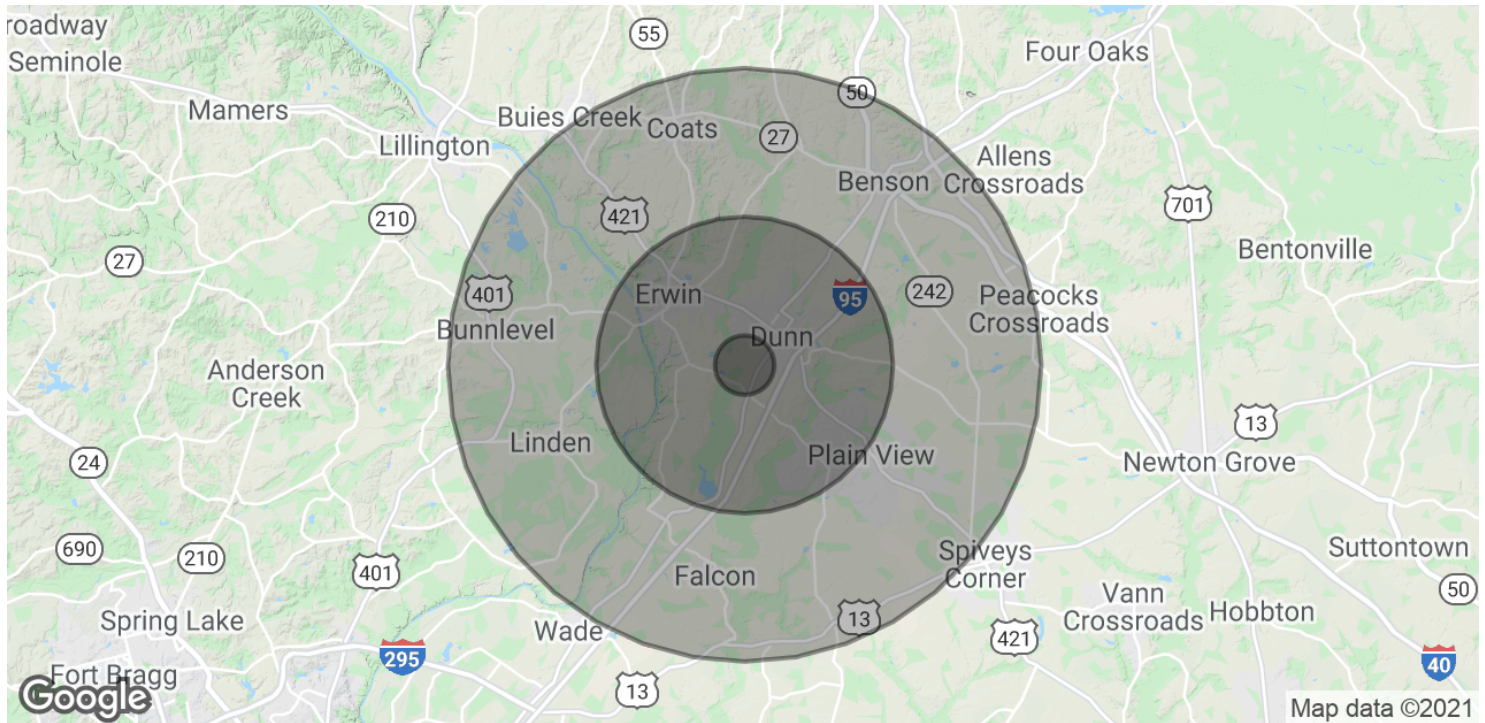 roadway
Seminole
55
50
Four Oaks
Mamers
Buies Creek
Coats
27
Lillington
Allens
Crossroads
Benson
210
421
701
27
Bentonville
401
Erwin
95
242
Peacocks
Crossroads
Bunnlevel
Dunn
Anderson
Creek
13
Linden
Plain View
24
Newton Grove
690
210
401
Falcon
Spiveys
Corner
Suttontown
50
Spring Lake
Wade
13
Vann
Crossroads
Hobbton
421
295
40
Fort Bragg
13
Google
Map data ©2021